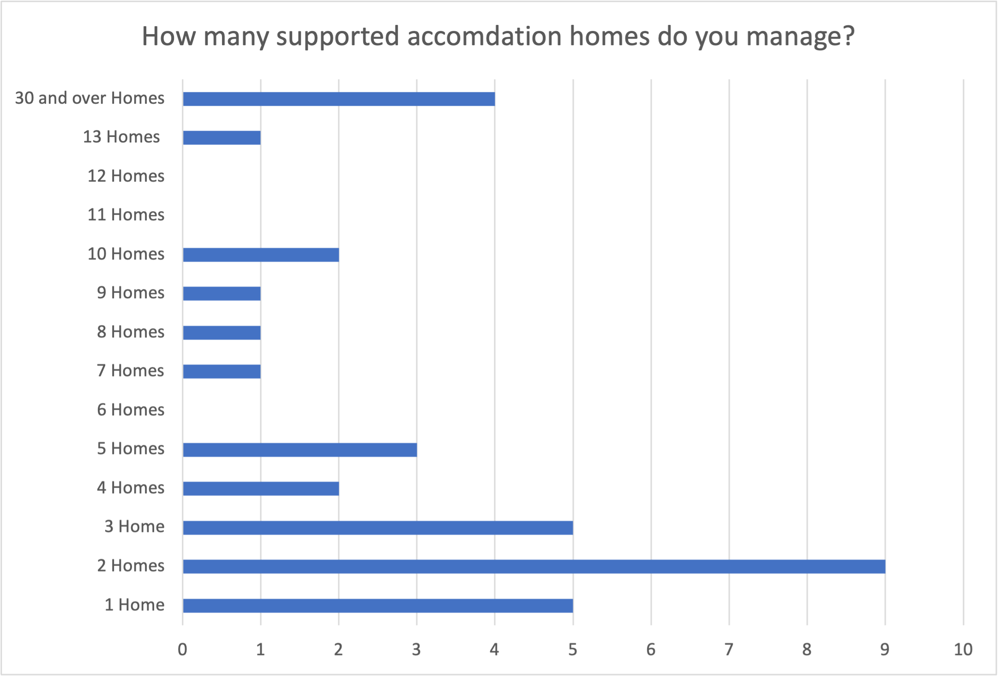 How many supported accomdation homes do you manage?
30 and over Homes
13 Homes
12 Homes
11 Homes
10 Homes
9 Homes
8 Homes
7 Homes
6 Homes
5 Homes
4 Homes
3 Home
2 Homes
1 Home
0 1 2 3 4 5 6 7 8 9 10